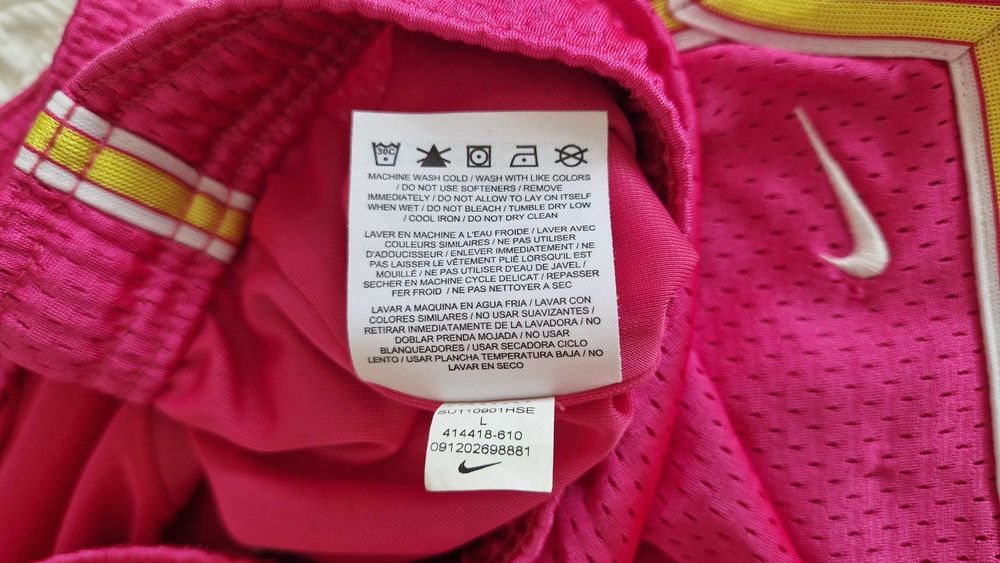 30C
MACHINE WASH COLD / WASH WITH LIKE COLORS
/ DO NOT USE SOFTENERS / REMOVE
IMMEDIATELY / DO NOT ALLOW TO LAY ON ITSELF
WHEN WET / DO NOT BLEACH / TUMBLE DRY LOW
/ COOL IRON / DO NOT DRY CLEAN
LAVER EN MACHINE A L'EAU FROIDE / LAVER AVEC
COULEURS SIMILAIRES / NE PAS UTILISER
D'ADOUCISSEUR / ENLEVER IMMEDIATEMENT / NE
PAS LAISSER LE VÊTEMENT PLIÉ LORSQU'IL EST
MOUILLÉ / NE PAS UTILISER D'EAU DE JAVEL /
SECHER EN MACHINE CYCLE DELICAT / REPASSER
FER FROID / NE PAS NETTOYER A SEC
LAVAR A MAQUINA EN AGUA FRIA / LAVAR CON
COLORES SIMILARES / NO USAR SUAVIZANTES /
RETIRAR INMEDIATAMENTE DE LA LAVADORA / NO
DOBLAR PRENDA MOJADA / NO USAR
BLANQUEADORES / USAR SECADORA CICLO
LENTO / USAR PLANCHA TEMPERATURA BAJA / NO
LAVAR EN SECO
SU110901HSE
L
414418-610
091202698881